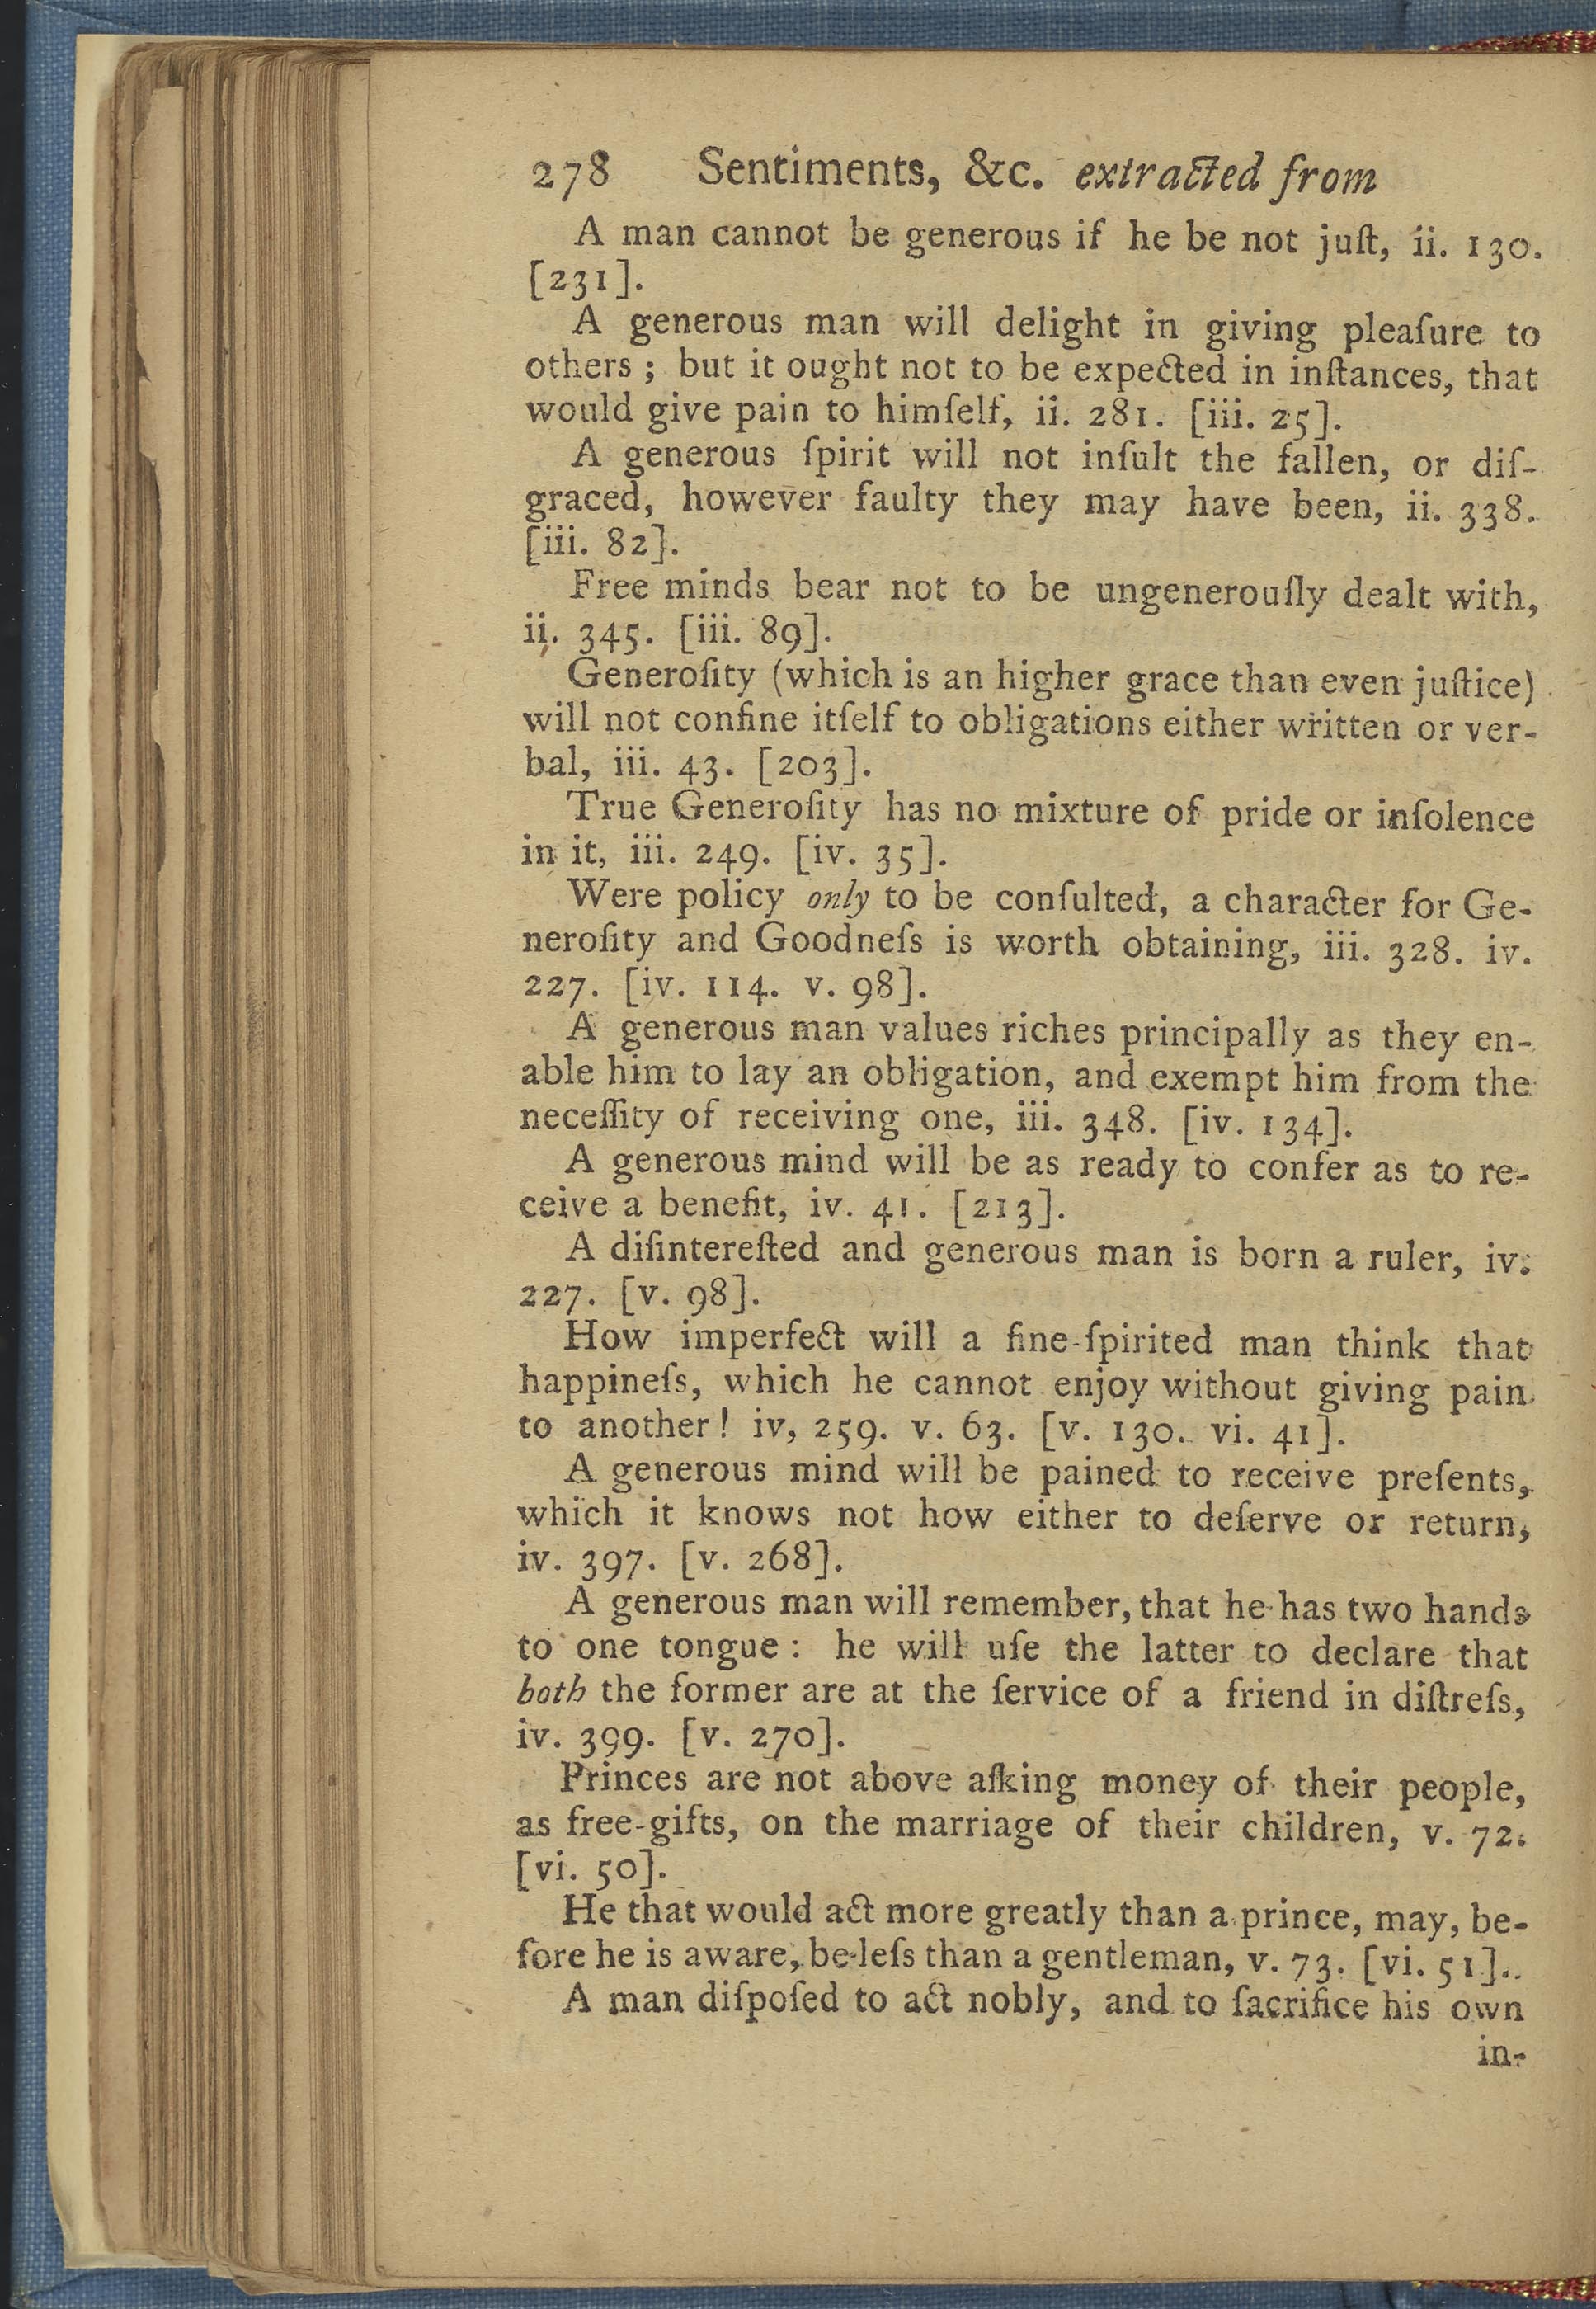 278 Sentiments, &c. extracted from
A man cannot be generous if he be not juſt, ii. 130.
[231].
A generous man will delight in giving pleaſure to
others ; but it ought not to be expected in inſtances, that
would give pain to himſelf, ii. 281. [iii. 25].
A generous ſpirit will not inſult the fallen, or diſ-
graced, however faulty they may have been, ii. 338.
[iii. 82].
Free minds bear not to be ungenerouſly dealt with,
ii. 345. [iii. 89].
Generoſity (which is an higher grace than even juſtice)
will not confine itſelf to obligations either written or ver-
bal, iii. 43. [203].
True Generoſity has no mixture of pride or inſolence
in it, iii. 249. [iv. 35].
Were policy only to be conſulted, a character for Ge-
neroſity and Goodneſs is worth obtaining, iii. 328. iv.
227. [iv. 114. v. 98].
A generous man values riches principally as they en-
able him to lay an obligation, and exempt him from the
neceſſity of receiving one, iii. 348. [iv. 134].
A generous mind will be as ready to confer as to re-
ceive a benefit, iv. 41. [213].
A diſintereſted and generous man is born a ruler, iv.
227. [v. 98].
How imperfect will a fine-ſpirited man think that
happineſs, which he cannot enjoy without giving pain
to another! iv, 259. v. 63. [v. 130. vi. 41].
A generous mind will be pained to receive preſents,
which it knows not how either to deſerve or return,
iv. 397. [v. 268].
A generous man will remember, that he has two hands
to one tongue : he will uſe the latter to declare that
both the former are at the ſervice of a friend in diſtreſs,
iv. 399. [v. 270].
Princes are not above aſking money of their people,
as free-gifts, on the marriage of their children, v. 72.
[vi. 50].
He that would act more greatly than a prince, may, be-
fore he is aware, be leſs than a gentleman, v. 73. [vi. 51].
A man diſpoſed to act nobly, and to ſacrifice his own
in-